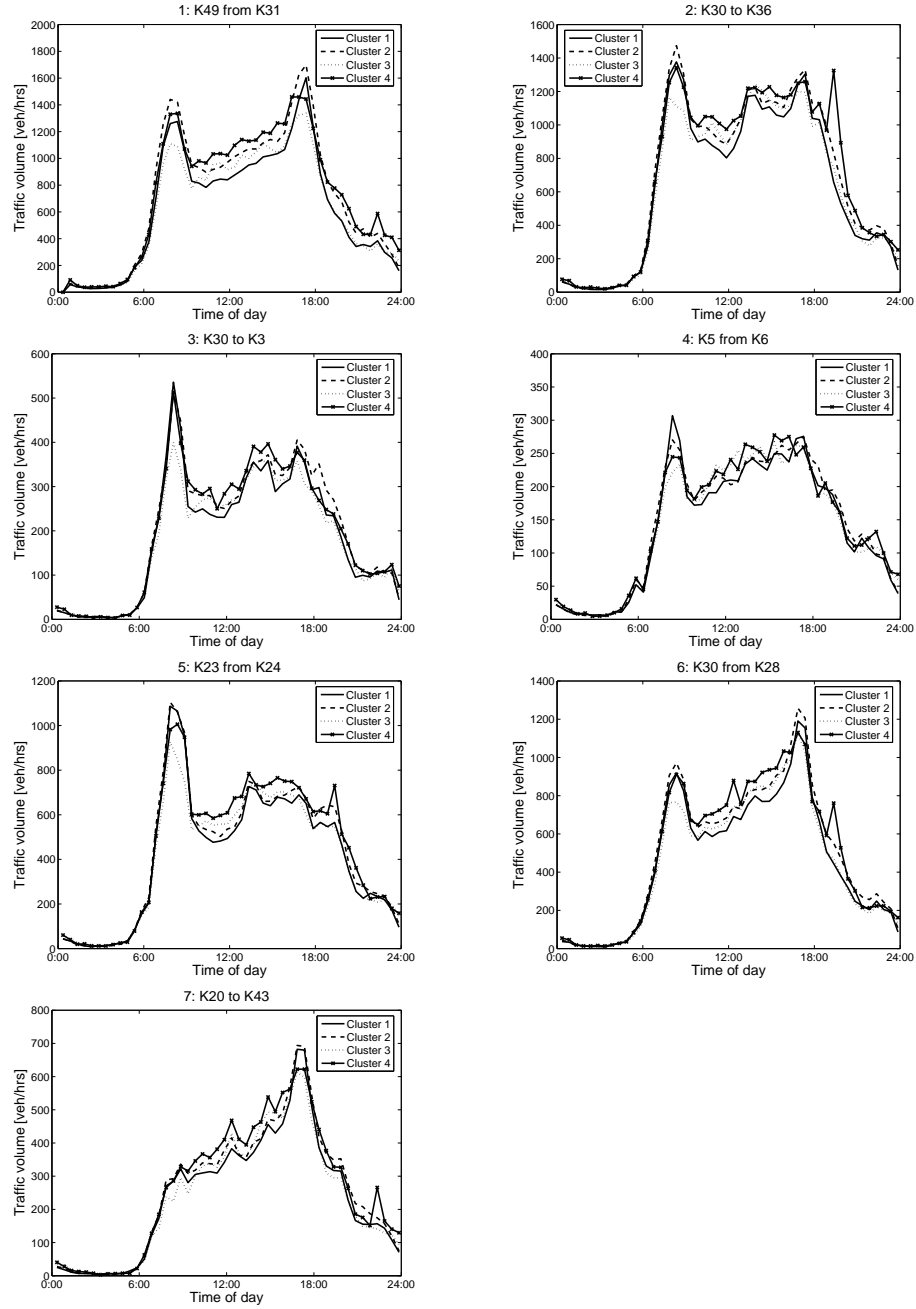 1: K49 from K31
Traffic volume [veh/hrs]
2000
1800
1600
1400
1200
1000
800
600
400
200
0
Cluster 1
Cluster 2
Cluster 3
Cluster 4
0:00 6:00 12:00 18:00 24:00
Time of day
2: K30 to K36
Traffic volume [veh/hrs]
1600
1400
1200
1000
800
600
400
200
0
Cluster 1
Cluster 2
Cluster 3
Cluster 4
0:00 6:00 12:00 18:00 24:00
Time of day
3: K30 to K3
Traffic volume [veh/hrs]
600
500
400
300
200
100
0
Cluster 1
Cluster 2
Cluster 3
Cluster 4
0:00 6:00 12:00 18:00 24:00
Time of day
4: K5 from K6
Traffic volume [veh/hrs]
400
350
300
250
200
150
100
50
0
Cluster 1
Cluster 2
Cluster 3
Cluster 4
0:00 6:00 12:00 18:00 24:00
Time of day
5: K23 from K24
Traffic volume [veh/hrs]
1200
1000
800
600
400
200
0
Cluster 1
Cluster 2
Cluster 3
Cluster 4
0:00 6:00 12:00 18:00 24:00
Time of day
6: K30 from K28
Traffic volume [veh/hrs]
1400
1200
1000
800
600
400
200
0
Cluster 1
Cluster 2
Cluster 3
Cluster 4
0:00 6:00 12:00 18:00 24:00
Time of day
7: K20 to K43
Traffic volume [veh/hrs]
800
700
600
500
400
300
200
100
0
Cluster 1
Cluster 2
Cluster 3
Cluster 4
0:00 6:00 12:00 18:00 24:00
Time of day